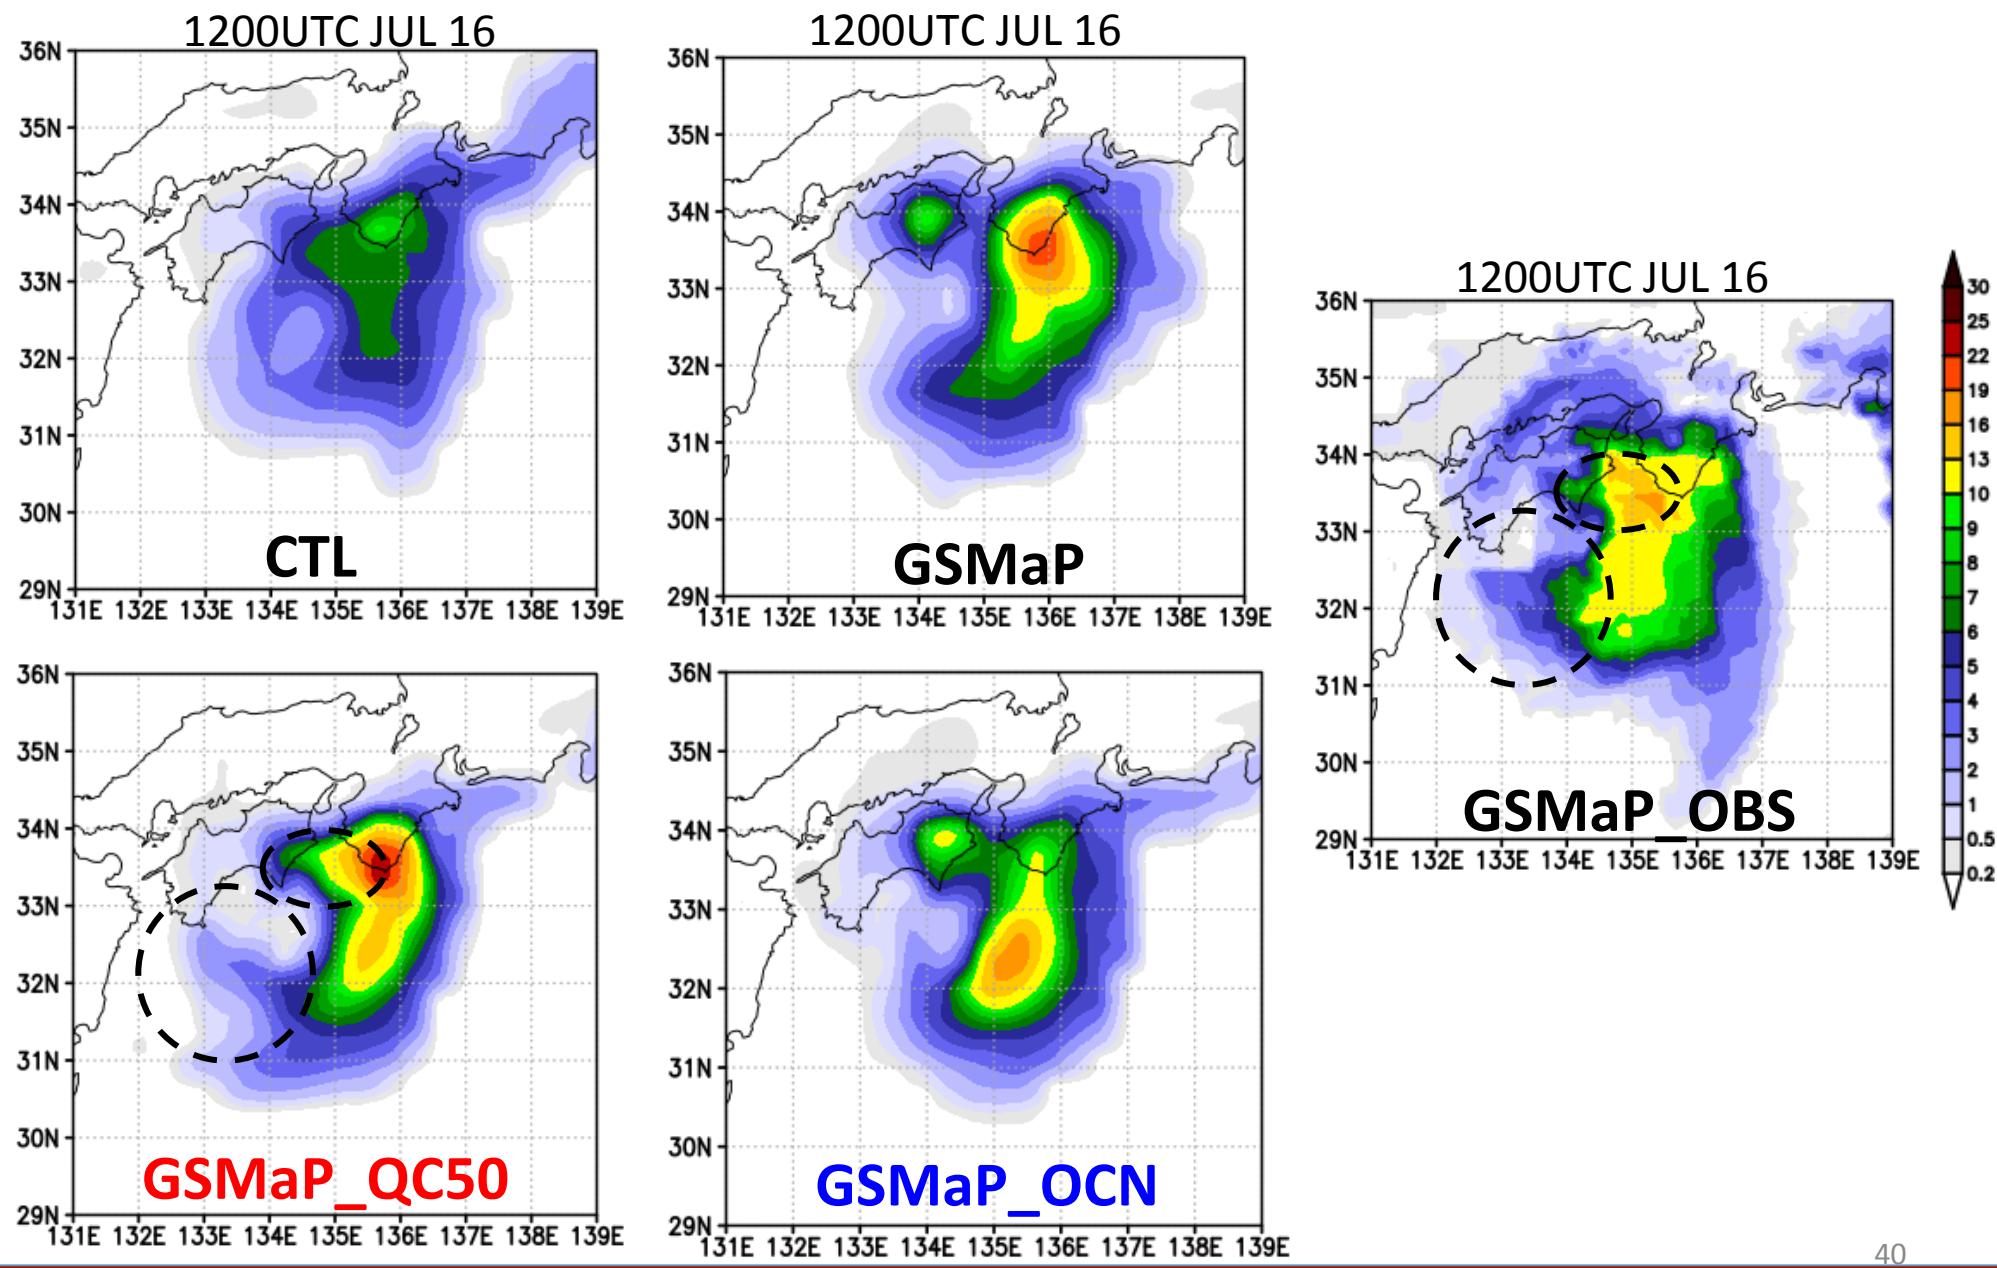 1200UTC JUL 16
36N
35N
34N
33N
32N
31N
30N
29N
131E 132E 133E 134E 135E 136E 137E 138E 139E
CTL
1200UTC JUL 16
36N
35N
34N
33N
32N
31N
30N
29N
131E 132E 133E 134E 135E 136E 137E 138E 139E
GSMaP
1200UTC JUL 16
36N
35N
34N
33N
32N
31N
30N
29N
131E 132E 133E 134E 135E 136E 137E 138E 139E
GSMaP_OBS
30
25
22
19
16
13
10
9
8
7
6
5
4
3
2
1
0.5
0.2
36N
35N
34N
33N
32N
31N
30N
29N
131E 132E 133E 134E 135E 136E 137E 138E 139E
GSMaP_QC50
36N
35N
34N
33N
32N
31N
30N
29N
131E 132E 133E 134E 135E 136E 137E 138E 139E
GSMaP_OCN
40